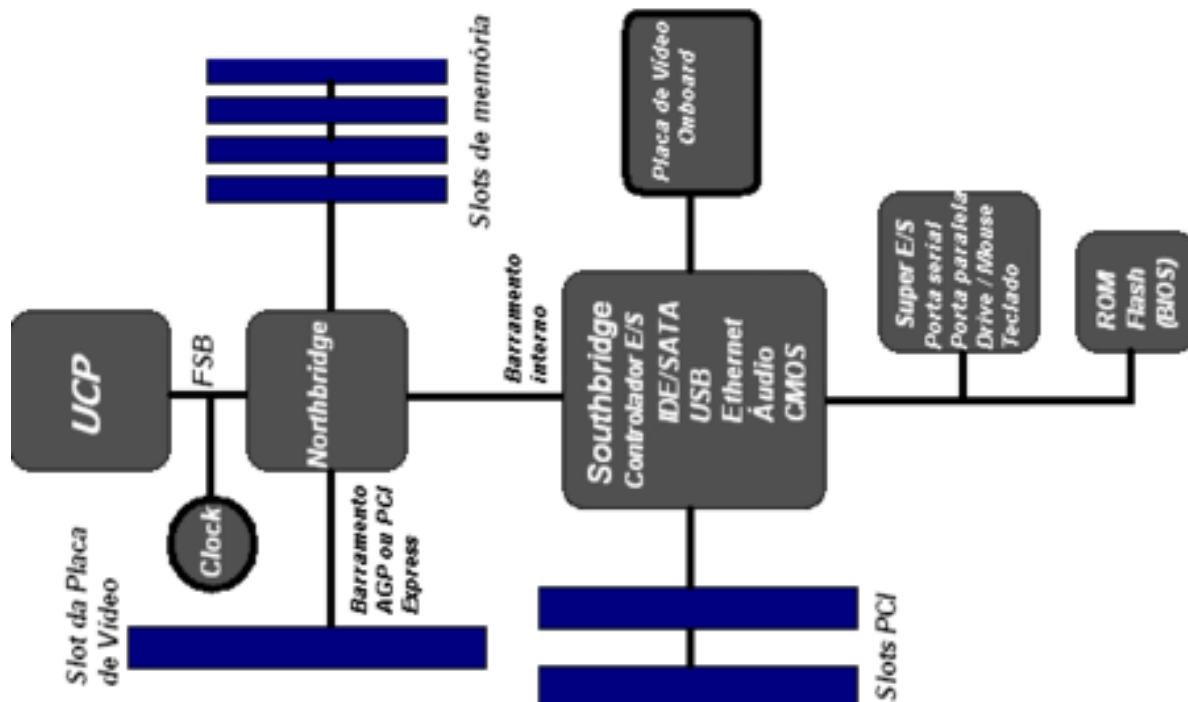 UCP
FSB
Clock
Northbridge
Slots de memória
Slot da Placa
de Vídeo
Barramento
AGP ou PCI
Express
Barramento
interno
Southbridge
Controlador E/S
IDE/SATA
USB
Ethernet
Áudio
CMOS
Placa de Vídeo
Onboard
Slots PCI
Super E/S
Porta serial
Porta paralela
Drive / Mouse
Teclado
ROM
Flash
(BIOS)